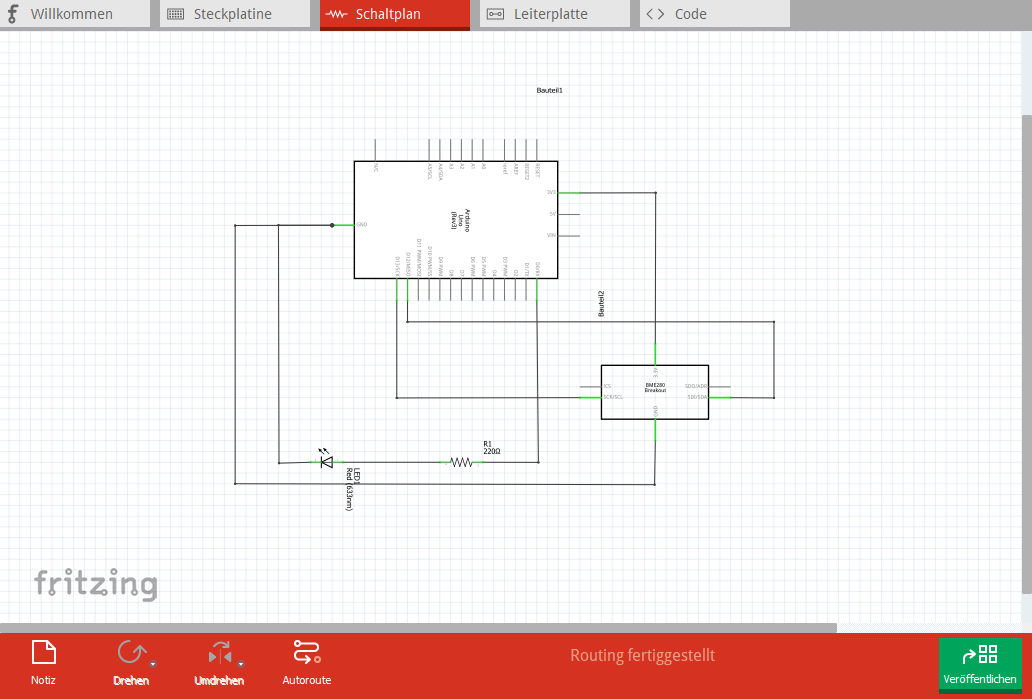 Willkommen
Steckplatine
Schaltplan
Leiterplatte
Code
Bauteil1
N/C
A5/SCL
A4/SDA
A3
A2
A1
A0
AREF
RESET2
RESET
3V3
5V
VIN
GND
Arduino
Uno
(Rev3)
D13/SCK
D12/MISO
D11 PWM/MOSI
D10 PWM/SS
D9 PWM
D8
D7
D6 PWM
D5 PWM
D4
D3 PWM
D2
D1/TX
D0/RX
Bauteil2
BME280
Breakout
SCK/SCL
SDO/ADR
SDI/SDA
GND
R1
220Ω
LED1
Red (633nm)
fritzing
Notiz
Drehen
Umdrehen
Autoroute
Routing fertiggestellt
Veröffentlichen